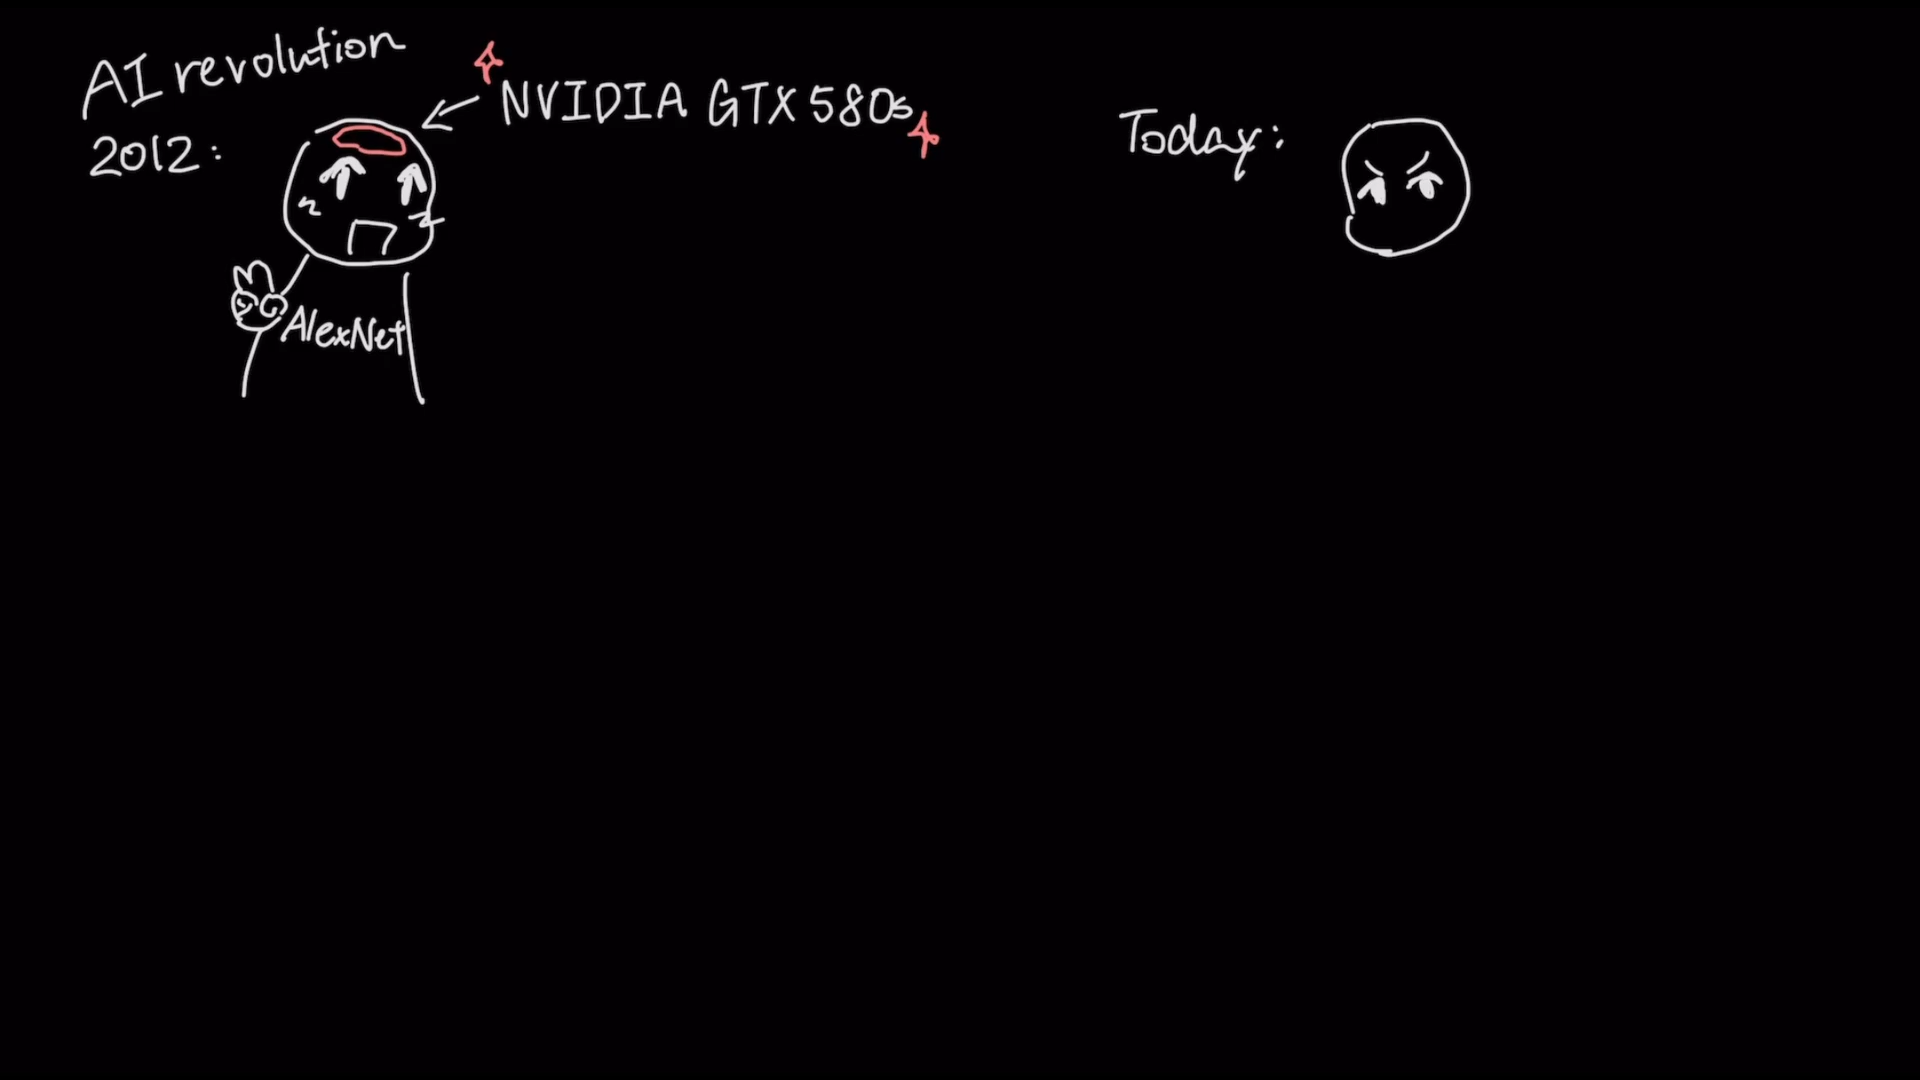 AI revolution
2012:
NVIDIA GTX 580s
AlexNet
Today: